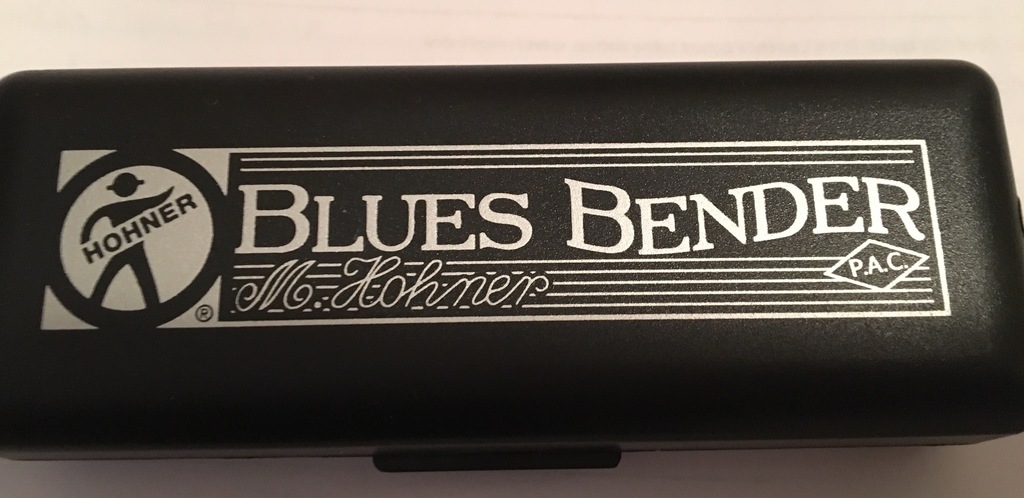 HOHNER
®
BLUES BENDER
M. Hohner
P.A.C.